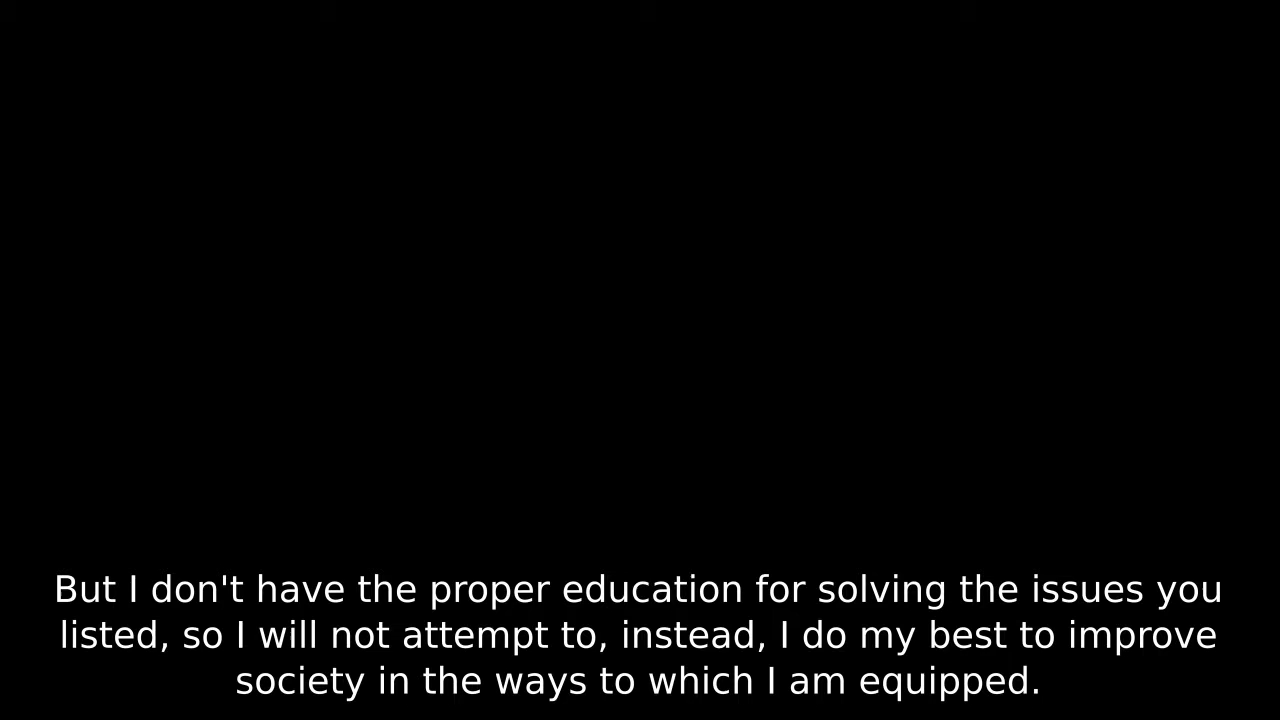 But I don't have the proper education for solving the issues you
listed, so I will not attempt to, instead, I do my best to improve
society in the ways to which I am equipped.